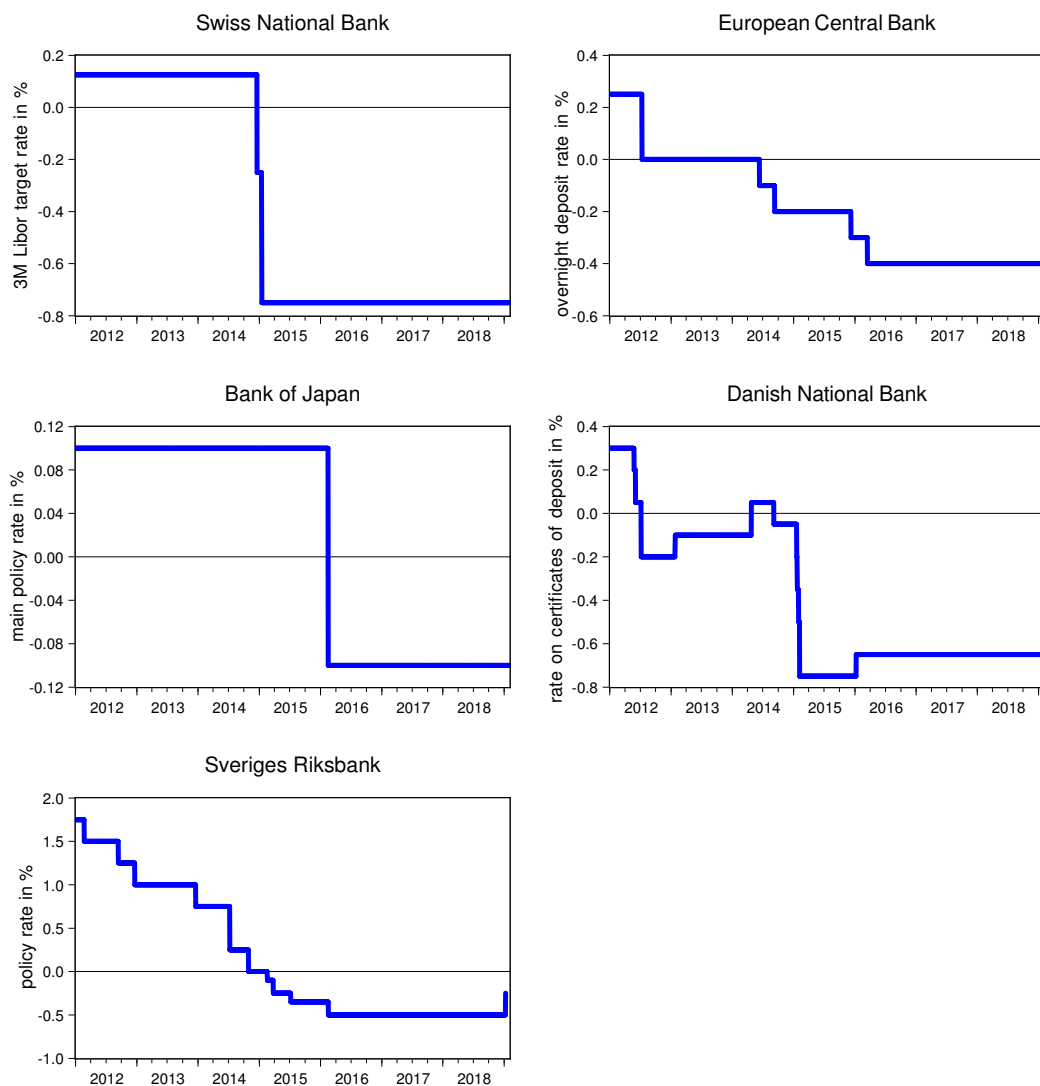 Swiss National Bank
3M Libor target rate in %
0.2
0.0
-0.2
-0.4
-0.6
-0.8
2012 2013 2014 2015 2016 2017 2018
European Central Bank
overnight deposit rate in %
0.4
0.2
0.0
-0.2
-0.4
-0.6
2012 2013 2014 2015 2016 2017 2018
Bank of Japan
main policy rate in %
0.12
0.08
0.04
0.00
-0.04
-0.08
-0.12
2012 2013 2014 2015 2016 2017 2018
Danish National Bank
rate on certificates of deposit in %
0.4
0.2
0.0
-0.2
-0.4
-0.6
-0.8
2012 2013 2014 2015 2016 2017 2018
Sveriges Riksbank
policy rate in %
2.0
1.5
1.0
0.5
0.0
-0.5
-1.0
2012 2013 2014 2015 2016 2017 2018